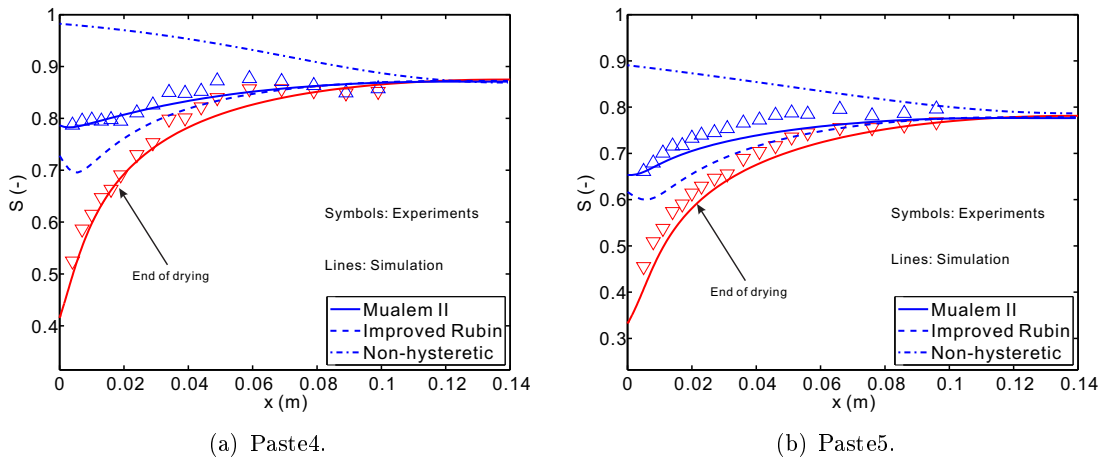 1
0.9
0.8
0.7
0.6
0.5
0.4
S (-)
0
0.02
0.04
0.06
0.08
0.1
0.12
0.14
x (m)
Symbols: Experiments
Lines: Simulation
End of drying
Mualem II
Improved Rubin
Non-hysteretic
(a) Paste4.
1
0.9
0.8
0.7
0.6
0.5
0.4
0.3
S (-)
0
0.02
0.04
0.06
0.08
0.1
0.12
0.14
x (m)
Symbols: Experiments
Lines: Simulation
End of drying
Mualem II
Improved Rubin
Non-hysteretic
(b) Paste5.